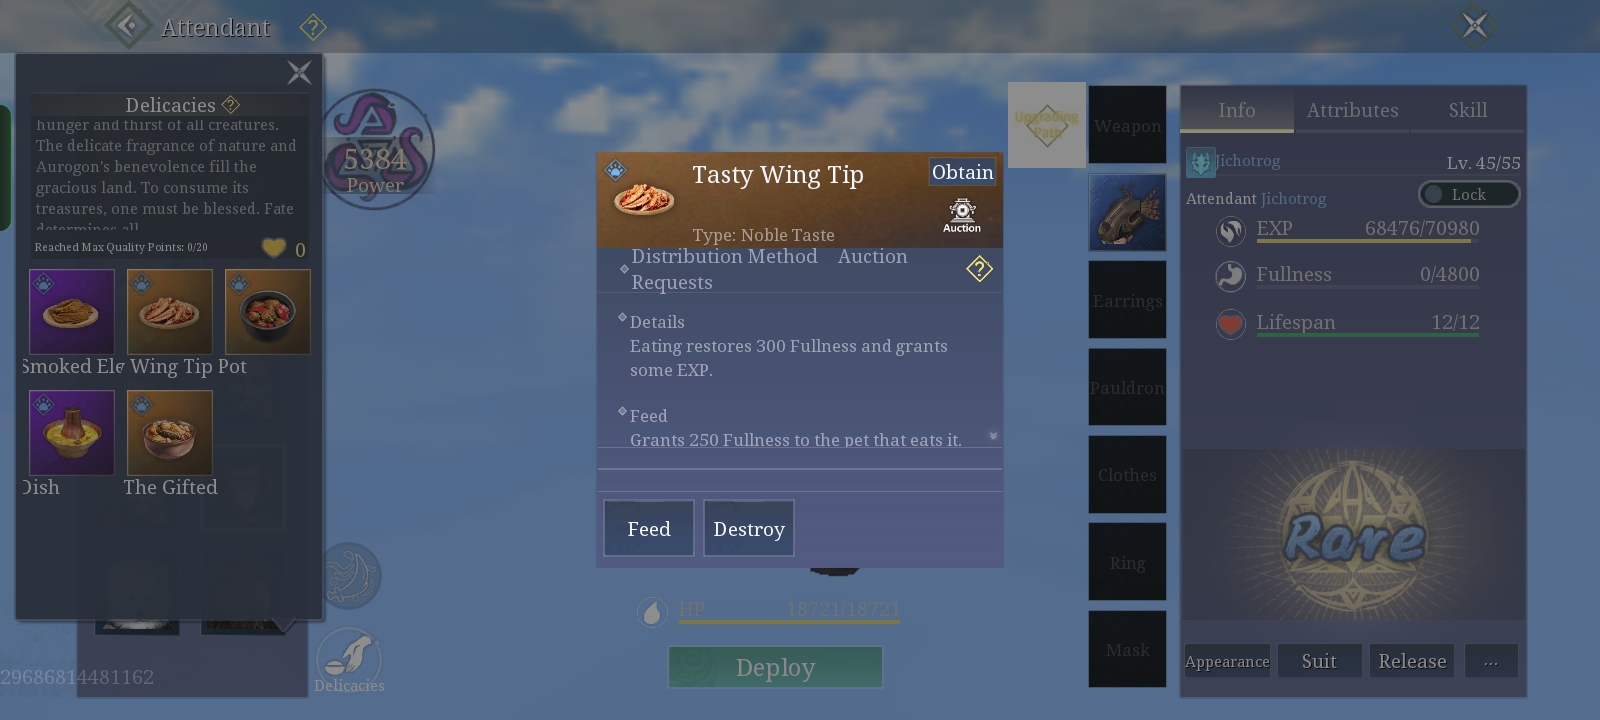 Attendant
Delicacies
hunger and thirst of all creatures.
The delicate fragrance of nature and
Aurogon's benevolence fill the
gracious land. To consume its
treasures, one must be blessed. Fate
determines all
Reached Max Quality Points: 0/20
0
Smoked Ele
Wing Tip
Pot
Dish
The Gifted
29686814481162
5384
Power
Delicacies
Tasty Wing Tip
Obtain
Auction
Type: Noble Taste
Distribution Method Auction
Requests
Details
Eating restores 300 Fullness and grants
some EXP.
Feed
Grants 250 Fullness to the pet that eats it.
Feed
Destroy
HP 18721/18721
Deploy
Upgrading
Path
Weapon
Earrings
Pauldron
Clothes
Ring
Mask
Info
Attributes
Skill
Jichotrog
Lv. 45/55
Attendant Jichotrog
Lock
EXP 68476/70980
Fullness 0/4800
Lifespan 12/12
Rare
Appearance
Suit
Release
...